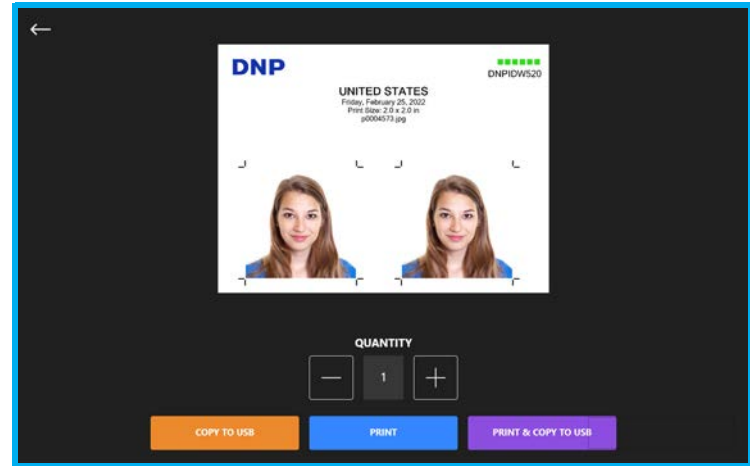 DNP
DNPIDW520
UNITED STATES
Friday, February 25, 2022
Print Size: 2.0 x 2.0 in
p0004573.jpg
QUANTITY
1
COPY TO USB
PRINT
PRINT & COPY TO USB